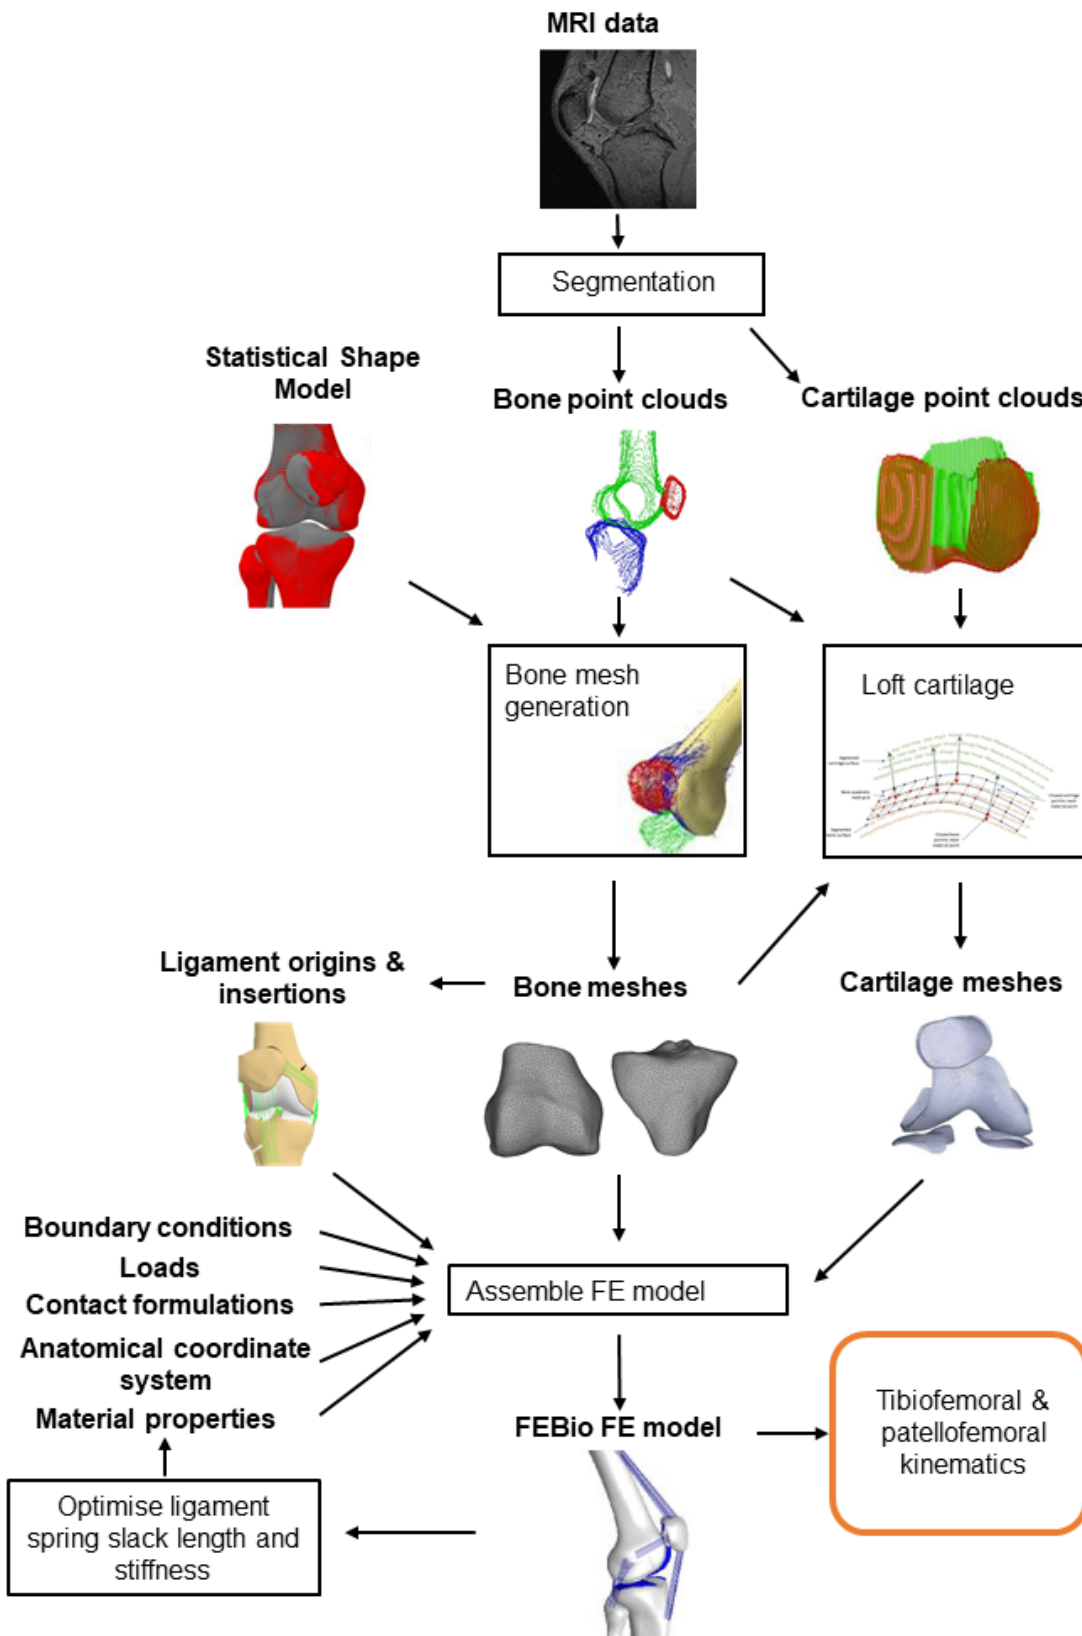 MRI data
Segmentation
Statistical Shape
Model
Bone point clouds
Cartilage point clouds
Bone mesh
generation
Loft cartilage
Ligament origins &
insertions
Bone meshes
Cartilage meshes
Boundary conditions
Loads
Contact formulations
Anatomical coordinate
system
Material properties
Assemble FE model
FEBio FE model
Tibiofemoral &
patellofemoral
kinematics
Optimise ligament
spring slack length and
stiffness